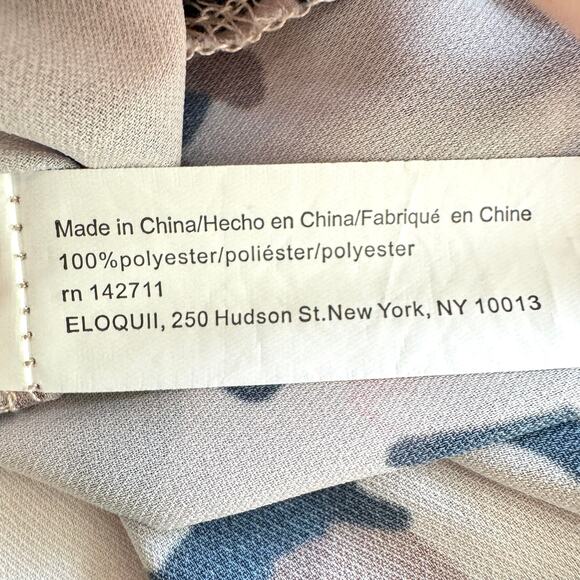 Made in China/Hecho en China/Fabriqué en Chine
100%polyester/poliéster/polyester
rn 142711
ELOQUII, 250 Hudson St.New York, NY 10013